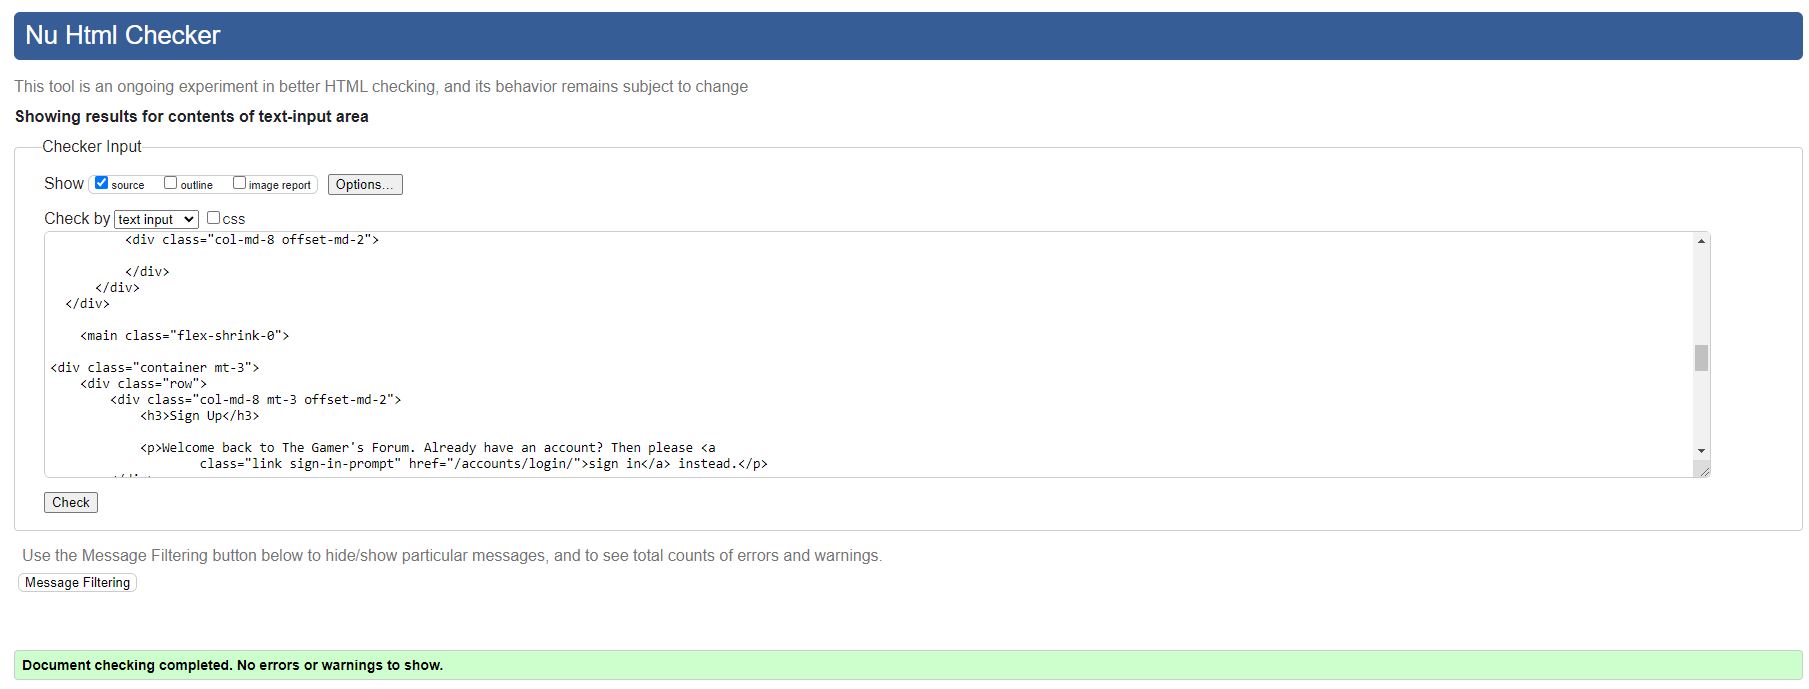 Nu Html Checker
This tool is an ongoing experiment in better HTML checking, and its behavior remains subject to change
Showing results for contents of text-input area
Checker Input
Show source outline image report Options...
Check by text input css
<div class="col-md-8 offset-md-2">
</div>
</div>
</div>
<main class="flex-shrink-0">
<div class="container mt-3">
<div class="row">
<div class="col-md-8 mt-3 offset-md-2">
<h3>Sign Up</h3>
<p>Welcome back to The Gamer's Forum. Already have an account? Then please <a
class="link sign-in-prompt" href="/accounts/login/">sign in</a> instead.</p>
Check
Use the Message Filtering button below to hide/show particular messages, and to see total counts of errors and warnings.
Message Filtering
Document checking completed. No errors or warnings to show.